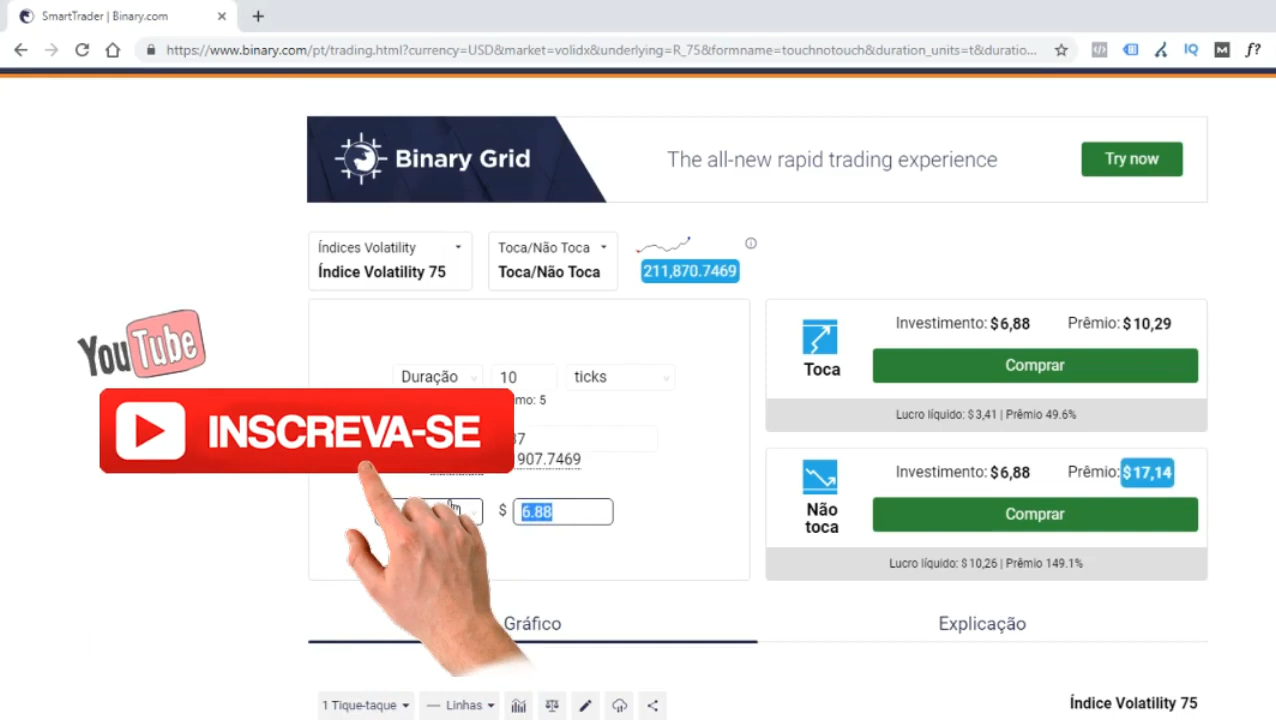 SmartTrader | Binary.com
https://www.binary.com/pt/trading.html?currency=USD&market=volidx&underlying=R_75&formname=touchnotouch&duration_units=t&duratio...
IQ
M
f?
Binary Grid
The all-new rapid trading experience
Try now
Índices Volatility
Índice Volatility 75
Toca/Não Toca
Toca/Não Toca
211,870.7469
Duração 10 ticks
mo: 5
37
907.7469
$ 6.88
YouTube
INSCREVA-SE
Toca
Investimento: $6,88 Prêmio: $10,29
Comprar
Lucro líquido: $3,41 | Prêmio 49.6%
Não
toca
Investimento: $6,88 Prêmio: $17,14
Comprar
Lucro líquido: $10,26 | Prêmio 149.1%
Gráfico
Explicação
1 Tique-taque
Linhas
Índice Volatility 75